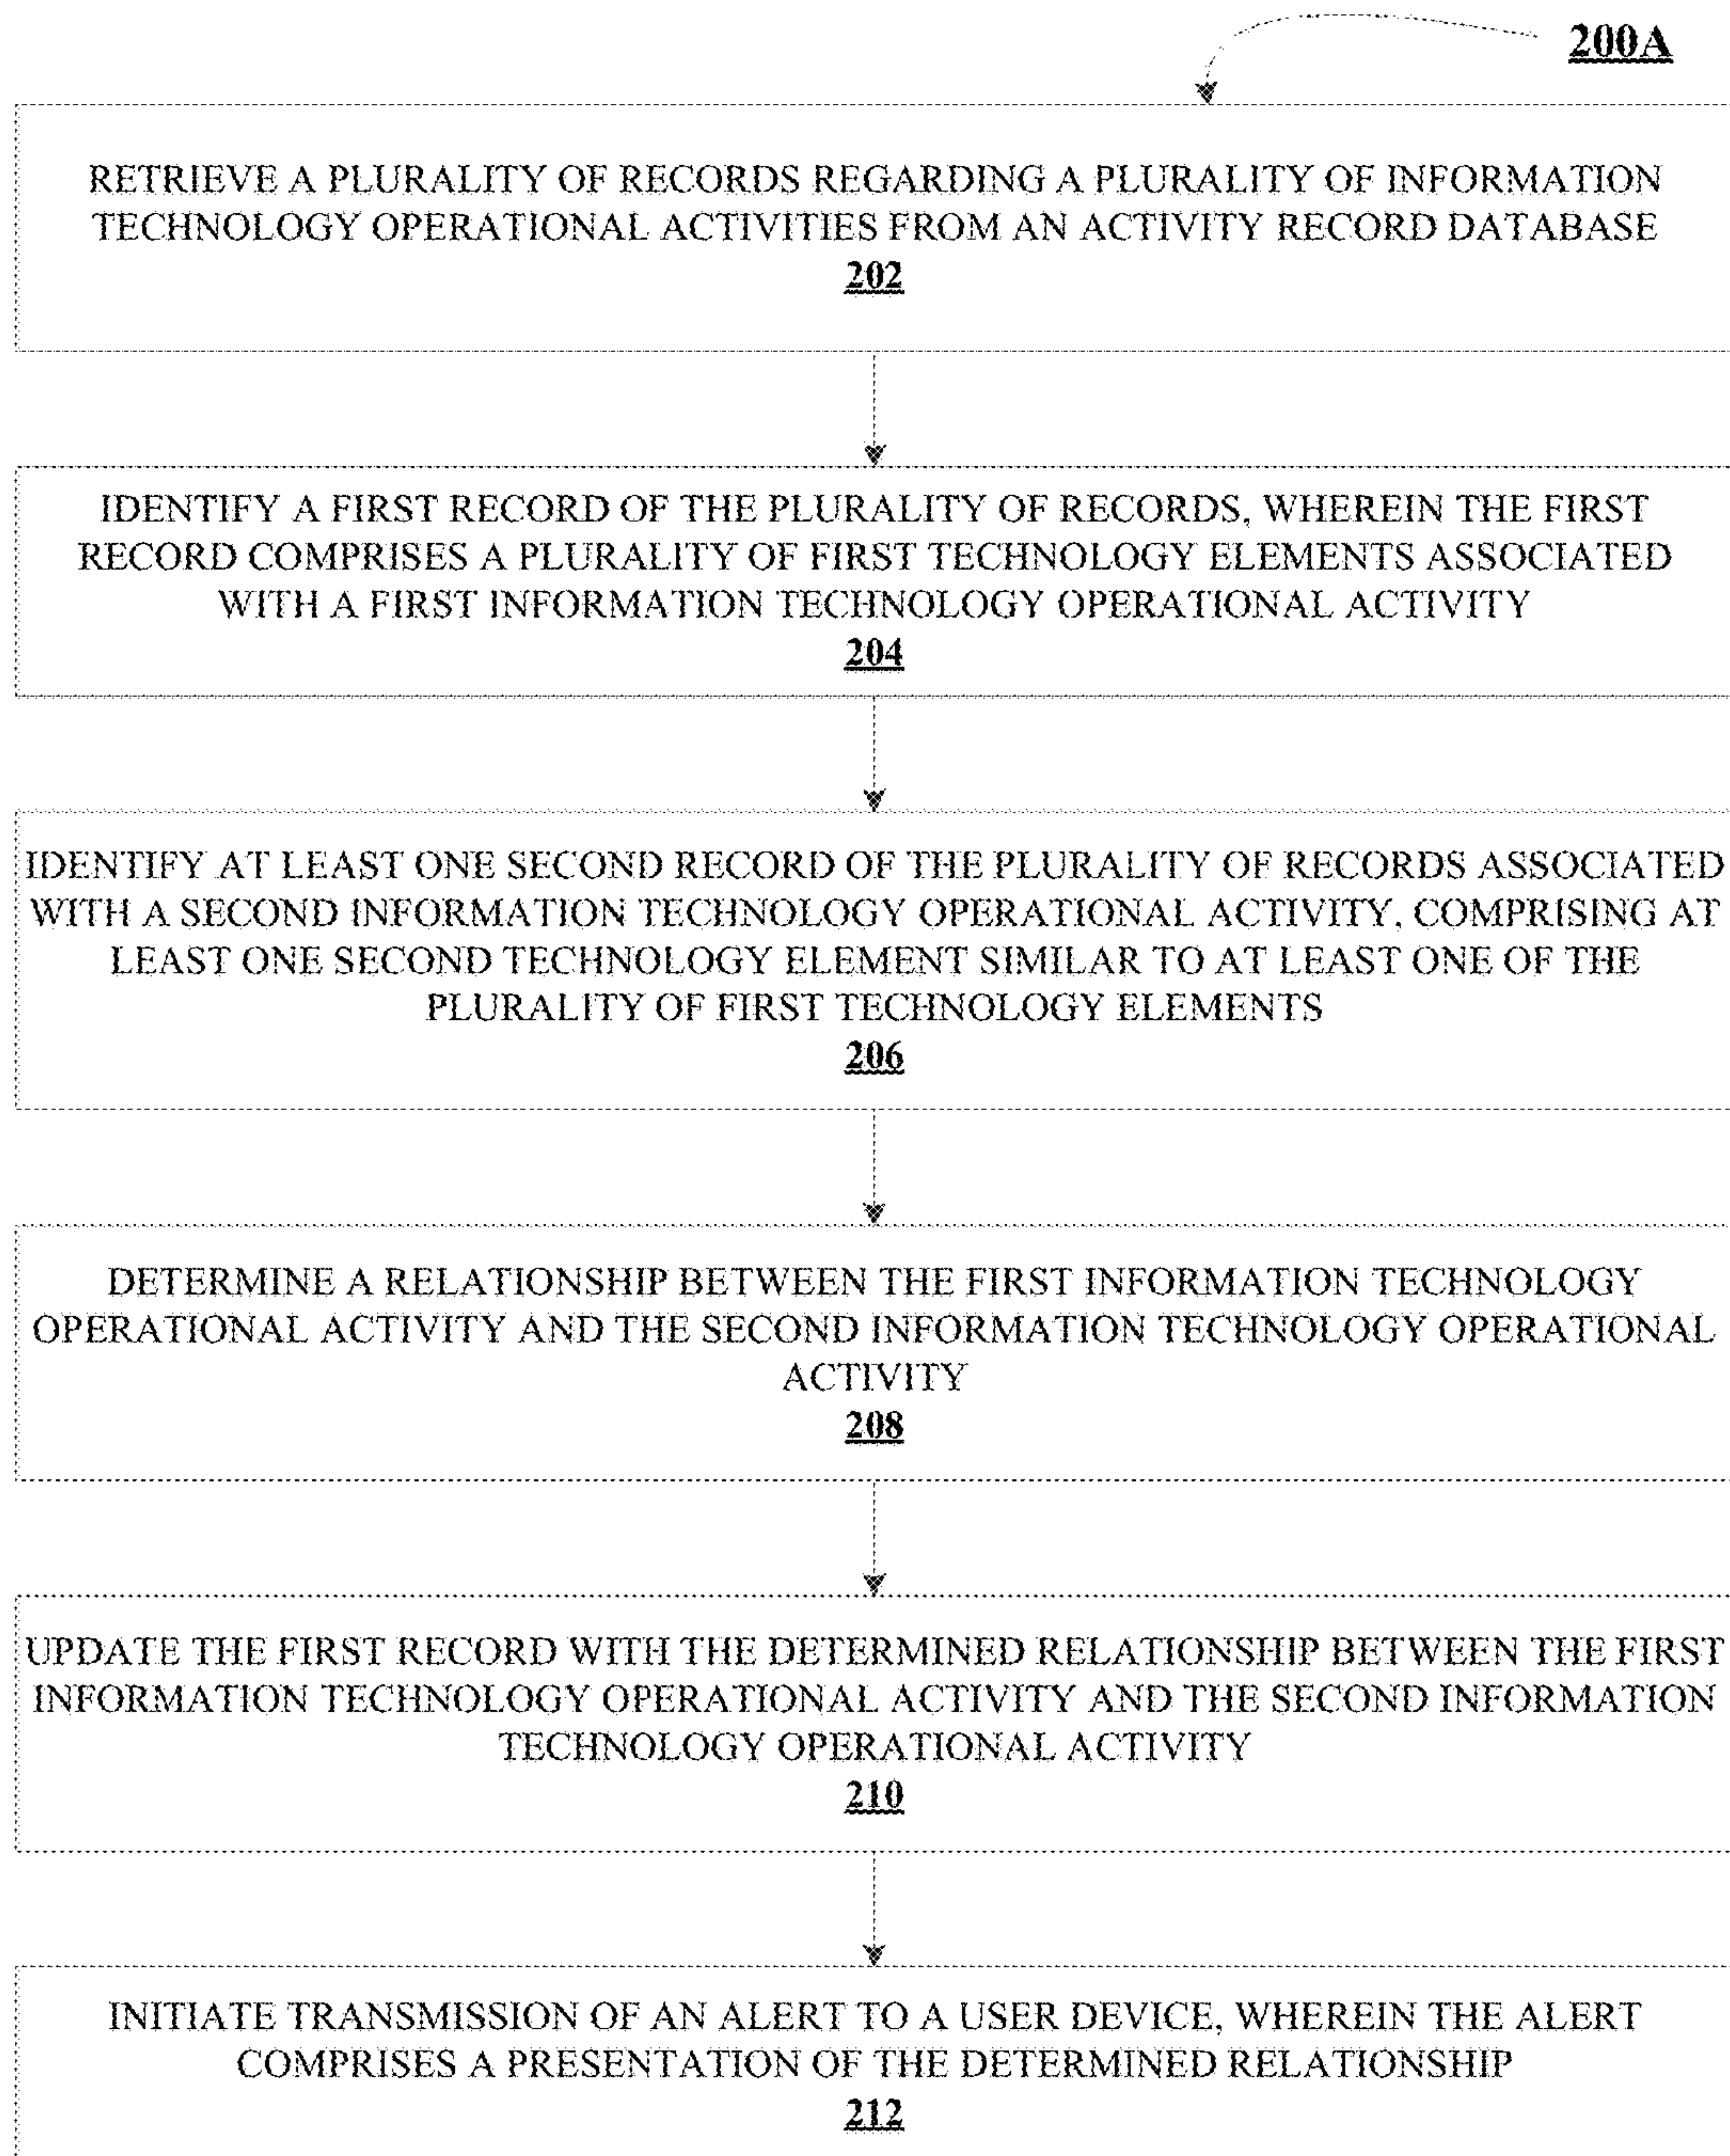 200A
RETRIEVE A PLURALITY OF RECORDS REGARDING A PLURALITY OF INFORMATION
TECHNOLOGY OPERATIONAL ACTIVITIES FROM AN ACTIVITY RECORD DATABASE
202
IDENTIFY A FIRST RECORD OF THE PLURALITY OF RECORDS, WHEREIN THE FIRST
RECORD COMPRISES A PLURALITY OF FIRST TECHNOLOGY ELEMENTS ASSOCIATED
WITH A FIRST INFORMATION TECHNOLOGY OPERATIONAL ACTIVITY
204
IDENTIFY AT LEAST ONE SECOND RECORD OF THE PLURALITY OF RECORDS ASSOCIATED
WITH A SECOND INFORMATION TECHNOLOGY OPERATIONAL ACTIVITY, COMPRISING AT
LEAST ONE SECOND TECHNOLOGY ELEMENT SIMILAR TO AT LEAST ONE OF THE
PLURALITY OF FIRST TECHNOLOGY ELEMENTS
206
DETERMINE A RELATIONSHIP BETWEEN THE FIRST INFORMATION TECHNOLOGY
OPERATIONAL ACTIVITY AND THE SECOND INFORMATION TECHNOLOGY OPERATIONAL
ACTIVITY
208
UPDATE THE FIRST RECORD WITH THE DETERMINED RELATIONSHIP BETWEEN THE FIRST
INFORMATION TECHNOLOGY OPERATIONAL ACTIVITY AND THE SECOND INFORMATION
TECHNOLOGY OPERATIONAL ACTIVITY
210
INITIATE TRANSMISSION OF AN ALERT TO A USER DEVICE, WHEREIN THE ALERT
COMPRISES A PRESENTATION OF THE DETERMINED RELATIONSHIP
212